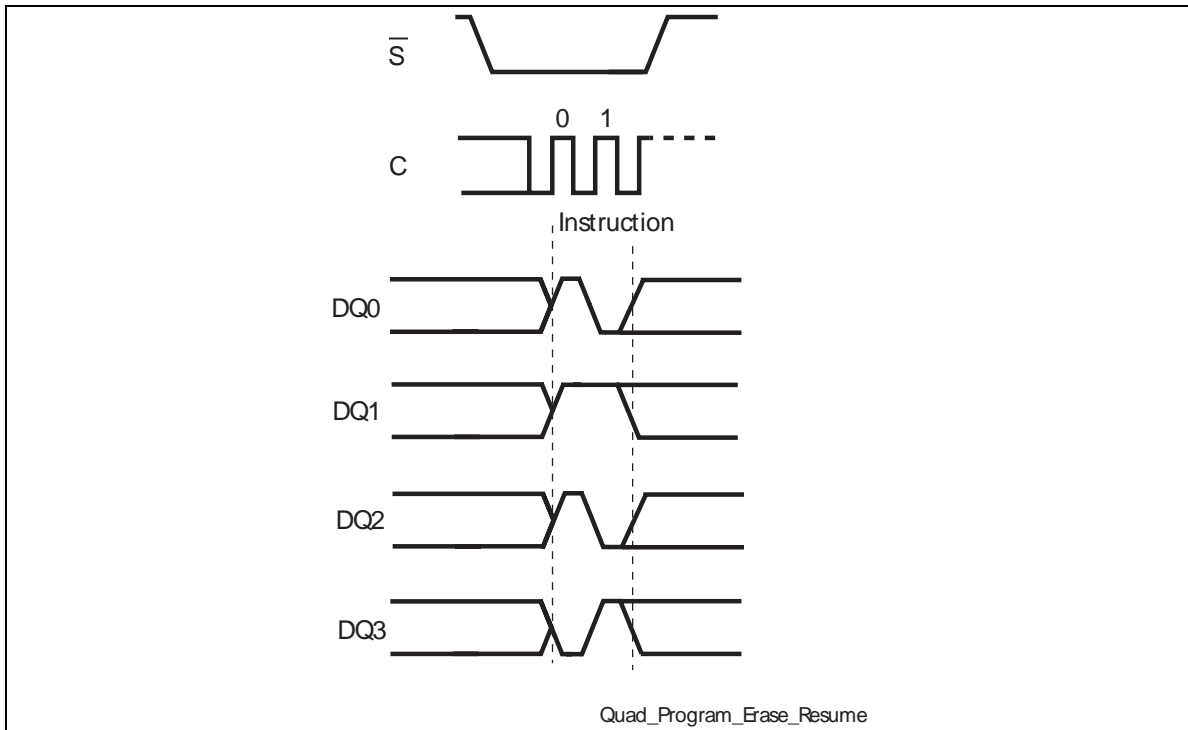 S̅
0 1
C
Instruction
DQ0
DQ1
DQ2
DQ3
Quad_Program_Erase_Resume